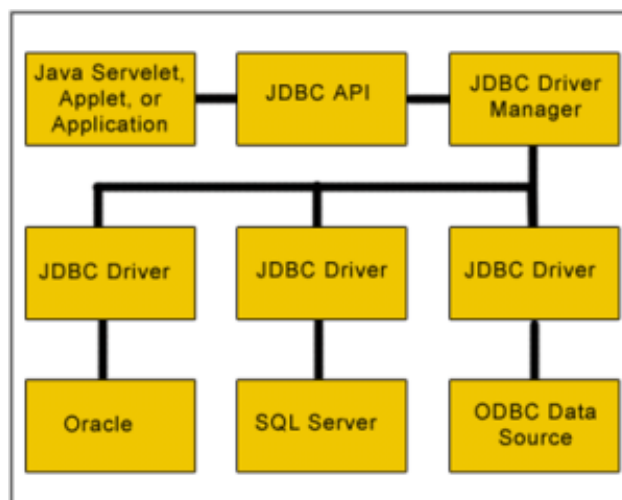 Java Servelet,
Applet, or
Application
JDBC API
JDBC Driver
Manager
JDBC Driver
JDBC Driver
JDBC Driver
Oracle
SQL Server
ODBC Data
Source